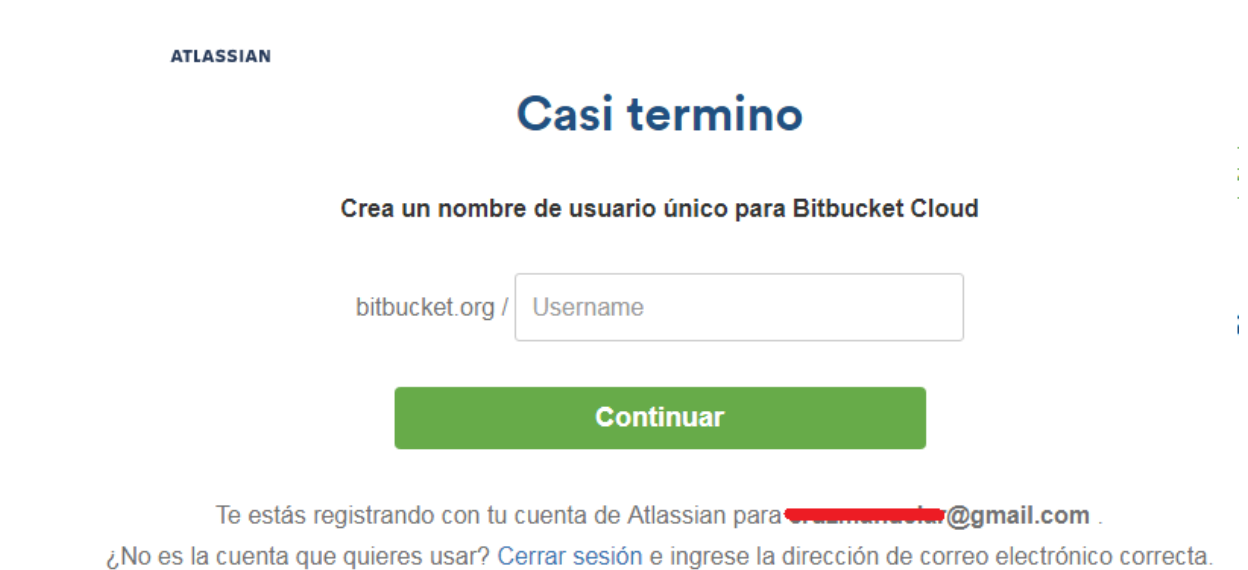 ATLASSIAN
Casi termino
Crea un nombre de usuario único para Bitbucket Cloud
bitbucket.org / Username
Continuar
Te estás registrando con tu cuenta de Atlassian para @gmail.com .
¿No es la cuenta que quieres usar? Cerrar sesión e ingrese la dirección de correo electrónico correcta.